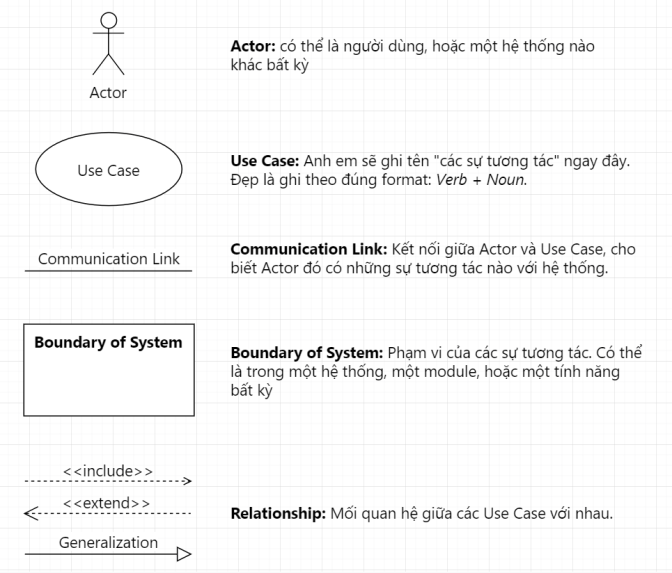 Actor: có thể là người dùng, hoặc một hệ thống nào
khác bất kỳ
Actor
Use Case
Use Case: Anh em sẽ ghi tên "các sự tương tác" ngay đây.
Đẹp là ghi theo đúng format: Verb + Noun.
Communication Link
Communication Link: Kết nối giữa Actor và Use Case, cho
biết Actor đó có những sự tương tác nào với hệ thống.
Boundary of System
Boundary of System: Phạm vi của các sự tương tác. Có thể
là trong một hệ thống, một module, hoặc một tính năng
bất kỳ
<<include>>
<<extend>>
Generalization
Relationship: Mối quan hệ giữa các Use Case với nhau.